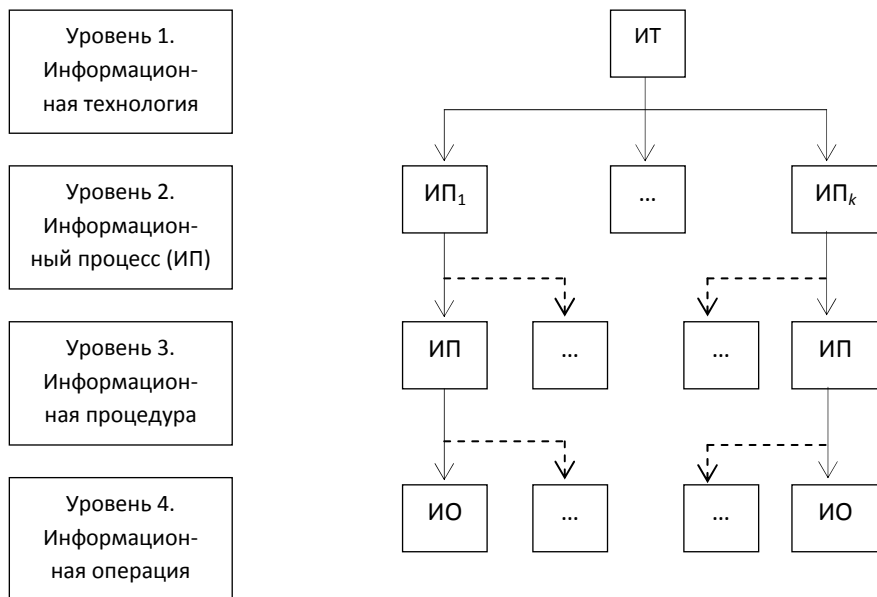 Уровень 1.
Информацион-
ная технология
ИТ
Уровень 2.
Информацион-
ный процесс (ИП)
ИП₁
...
ИПₖ
Уровень 3.
Информацион-
ная процедура
ИП
...
...
ИП
Уровень 4.
Информацион-
ная операция
ИО
...
...
ИО